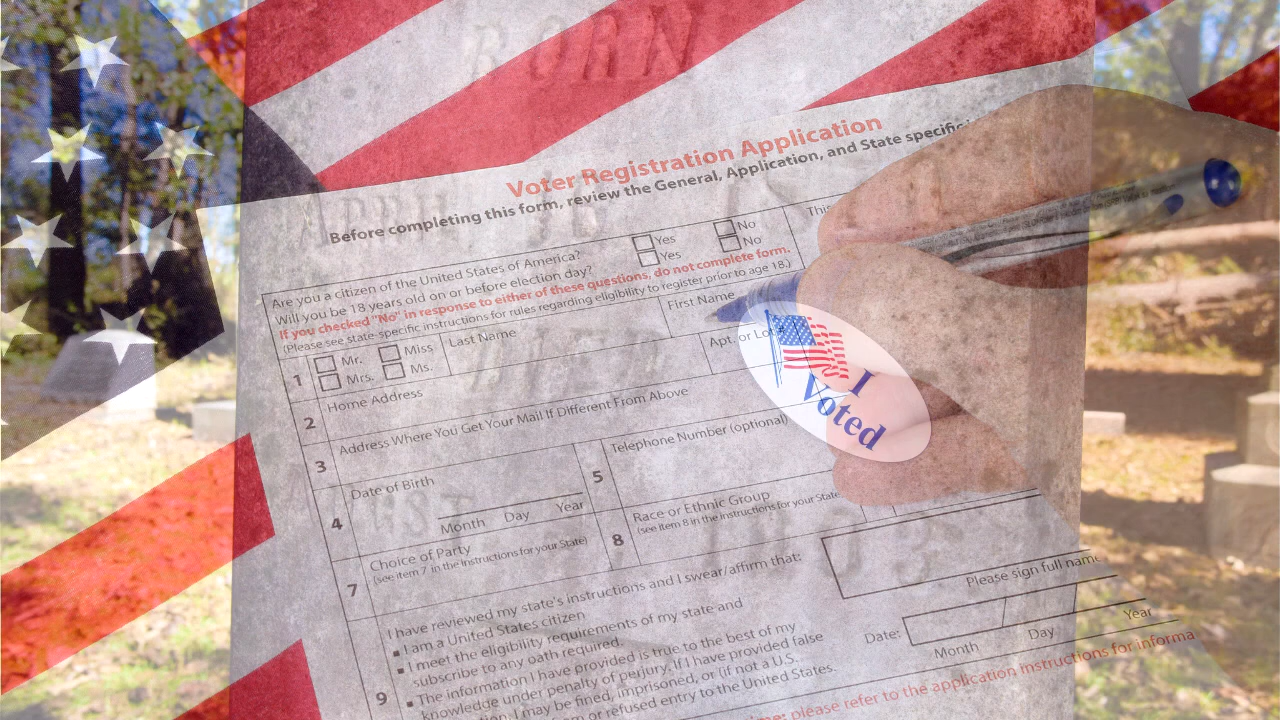 BORN
Voter Registration Application
Before completing this form, review the General, Application, and State specific
Are you a citizen of the United States of America? Yes No This
Will you be 18 years old on or before election day? Yes No
If you checked "No" in response to either of these questions, do not complete form.
(Please see state-specific instructions for rules regarding eligibility to register prior to age 18.)
1 Mr. Miss Last Name First Name
Mrs. Ms.
2 Home Address Apt. or Lot
3 Address Where You Get Your Mail If Different From Above
4 Date of Birth 5 Telephone Number (optional)
Month Day Year
7 Choice of Party 8 Race or Ethnic Group
(see item 7 in the instructions for your State) (see item 8 in the instructions for your State
9 I have reviewed my state's instructions and I swear/affirm that:
▪ I am a United States citizen
▪ I meet the eligibility requirements of my state and
subscribe to any oath required.
▪ The information I have provided is true to the best of my
knowledge under penalty of perjury. If I have provided false
I may be fined, imprisoned, or (if not a U.S.
or refused entry to the United States.
Please sign full name
Date:
Month Day Year
please refer to the application instructions for informa
I
Voted
APRIL 16
DIED